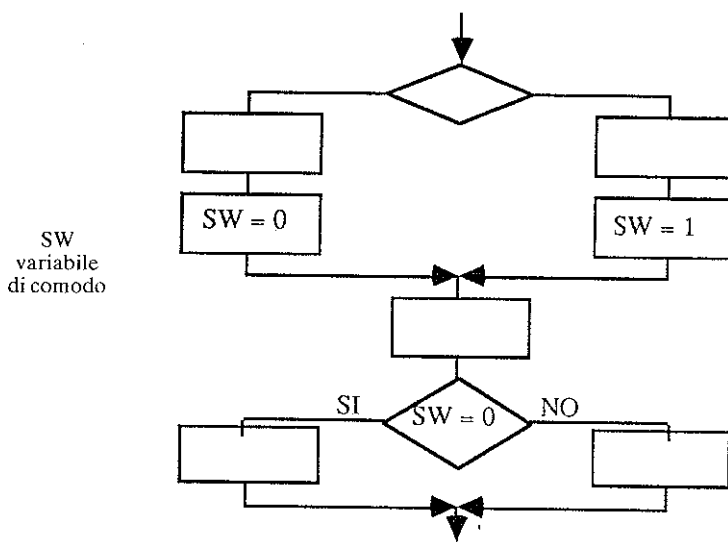 SW = 0
SW = 1
SW
variabile
di comodo
SI
SW = 0
NO